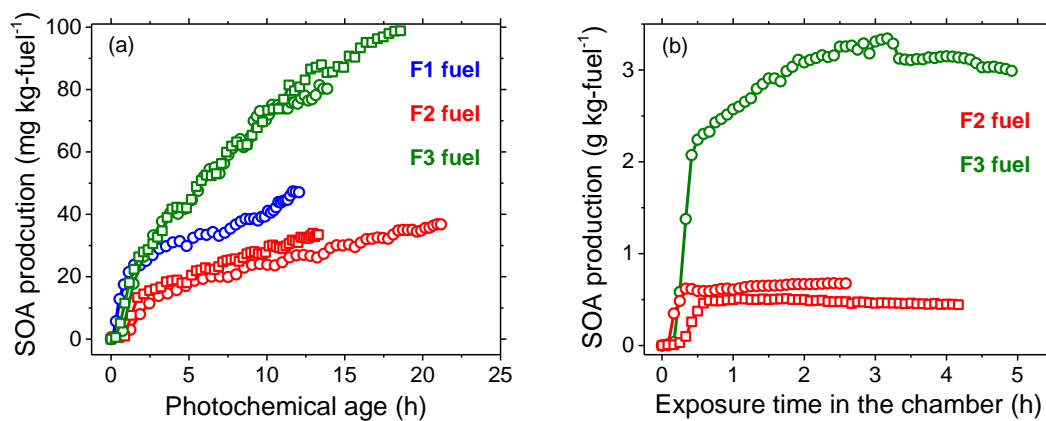 (a)
F1 fuel
F2 fuel
F3 fuel
SOA prodcution (mg kg-fuel⁻¹)
100
80
60
40
20
0
0 5 10 15 20 25
Photochemical age (h)
(b)
F2 fuel
F3 fuel
SOA production (g kg-fuel⁻¹)
3
2
1
0
0 1 2 3 4 5
Exposure time in the chamber (h)